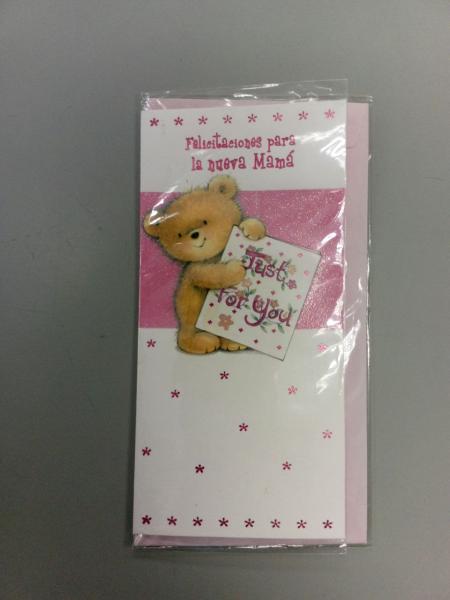 Felicitaciones para
la nueva Mamá
Just
for You